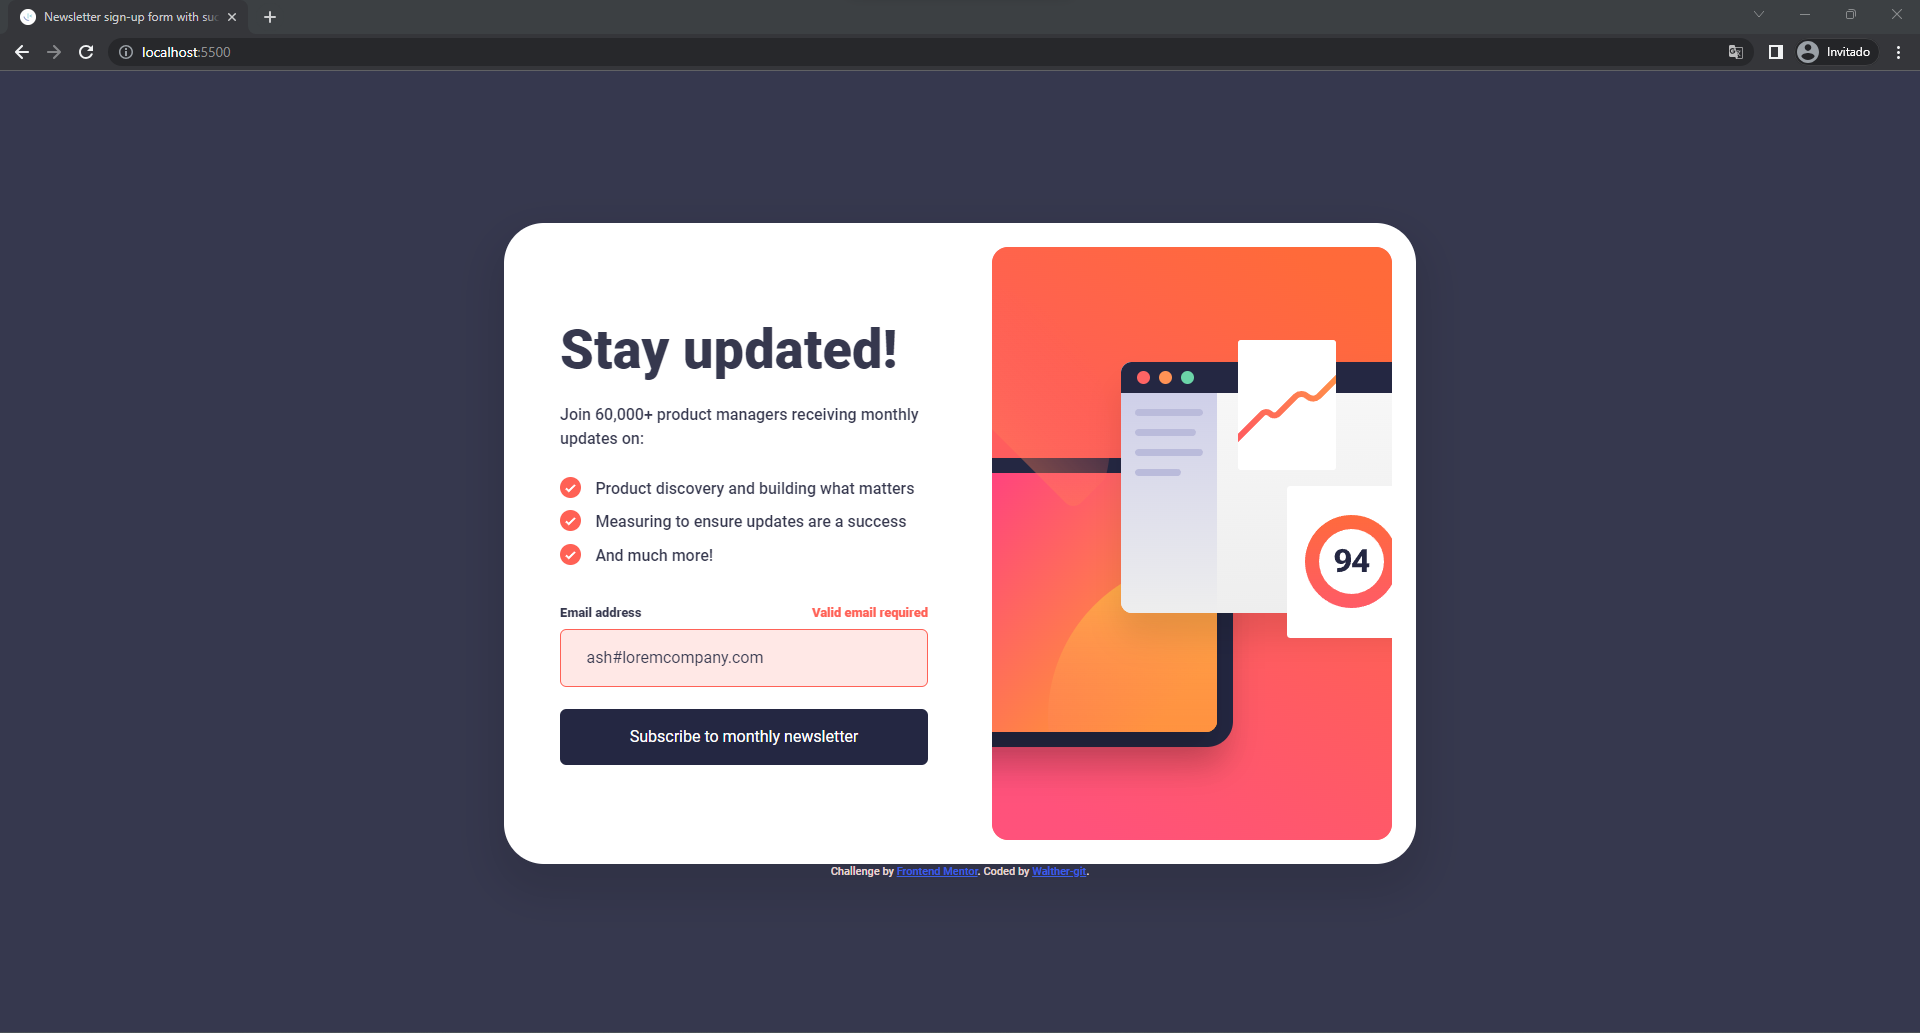 Newsletter sign-up form with suc
localhost:5500
Invitado
Stay updated!
Join 60,000+ product managers receiving monthly
updates on:
Product discovery and building what matters
Measuring to ensure updates are a success
And much more!
Email address
Valid email required
ash#loremcompany.com
Subscribe to monthly newsletter
94
Challenge by Frontend Mentor. Coded by Walther-git.